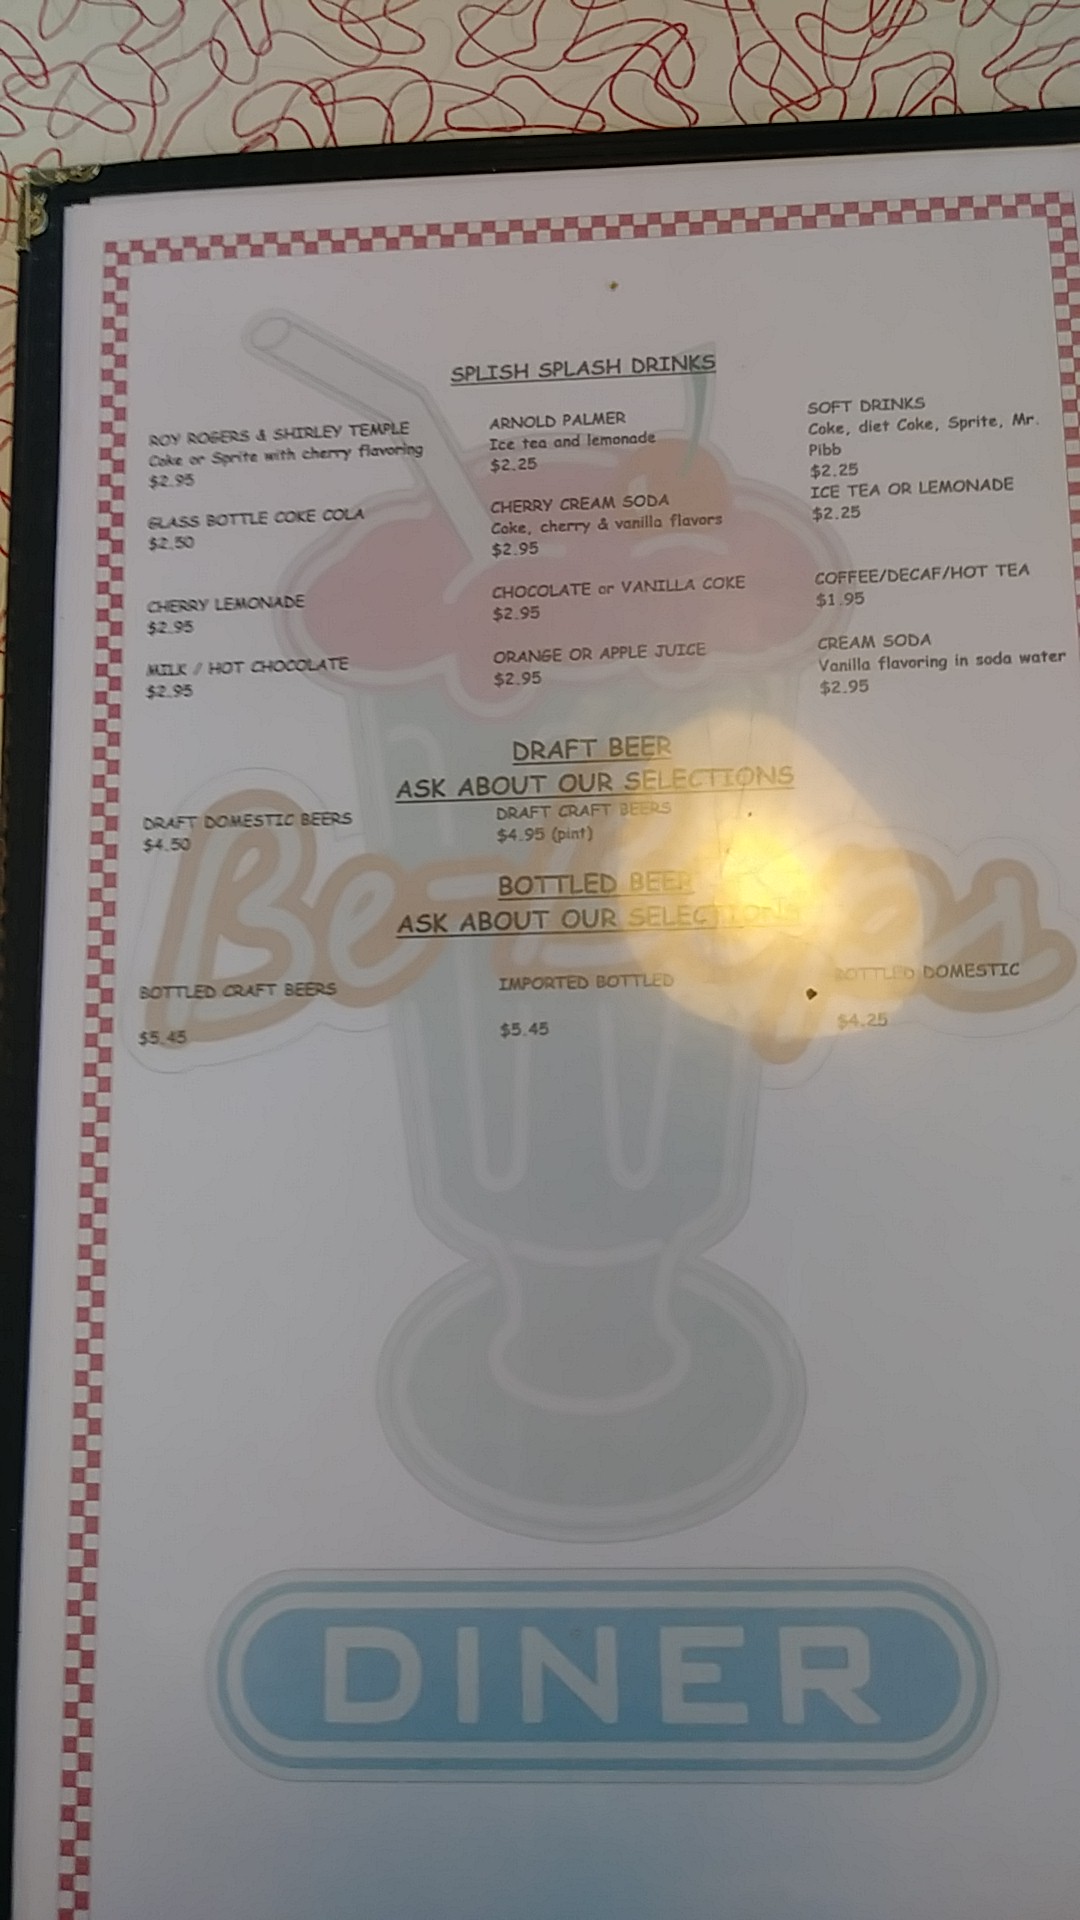 SPLISH SPLASH DRINKS
ROY ROGERS & SHIRLEY TEMPLE
Coke or Sprite with cherry flavoring
$2.95
GLASS BOTTLE COKE COLA
$2.50
CHERRY LEMONADE
$2.95
MILK / HOT CHOCOLATE
$2.95
ARNOLD PALMER
Ice tea and lemonade
$2.25
CHERRY CREAM SODA
Coke, cherry & vanilla flavors
$2.95
CHOCOLATE or VANILLA COKE
$2.95
ORANGE OR APPLE JUICE
$2.95
SOFT DRINKS
Coke, diet Coke, Sprite, Mr.
Pibb
$2.25
ICE TEA OR LEMONADE
$2.25
COFFEE/DECAF/HOT TEA
$1.95
CREAM SODA
Vanilla flavoring in soda water
$2.95
DRAFT BEER
ASK ABOUT OUR SELECTIONS
DRAFT DOMESTIC BEERS
$4.50
DRAFT CRAFT BEERS
$4.95 (pint)
BOTTLED BEER
ASK ABOUT OUR SELECTIONS
BOTTLED CRAFT BEERS
$5.45
IMPORTED BOTTLED
$5.45
BOTTLED DOMESTIC
$4.25
Be-Bops
DINER